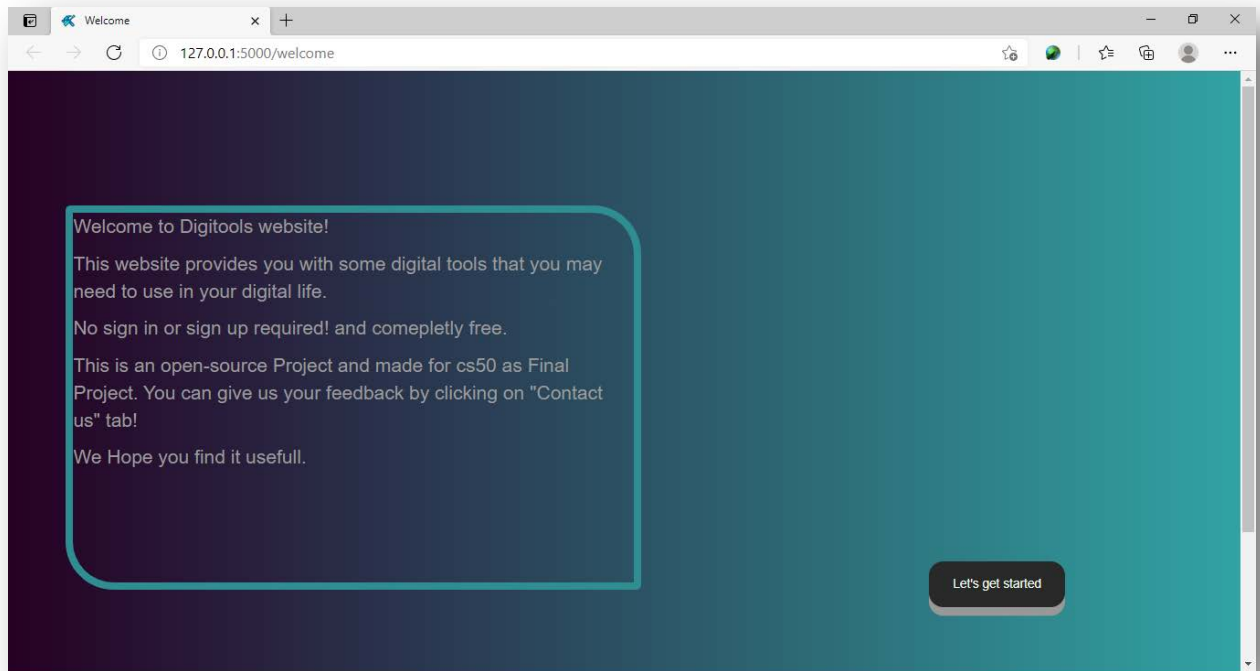 Welcome
127.0.0.1:5000/welcome
Welcome to Digitools website!
This website provides you with some digital tools that you may
need to use in your digital life.
No sign in or sign up required! and comepletly free.
This is an open-source Project and made for cs50 as Final
Project. You can give us your feedback by clicking on "Contact
us" tab!
We Hope you find it usefull.
Let's get started